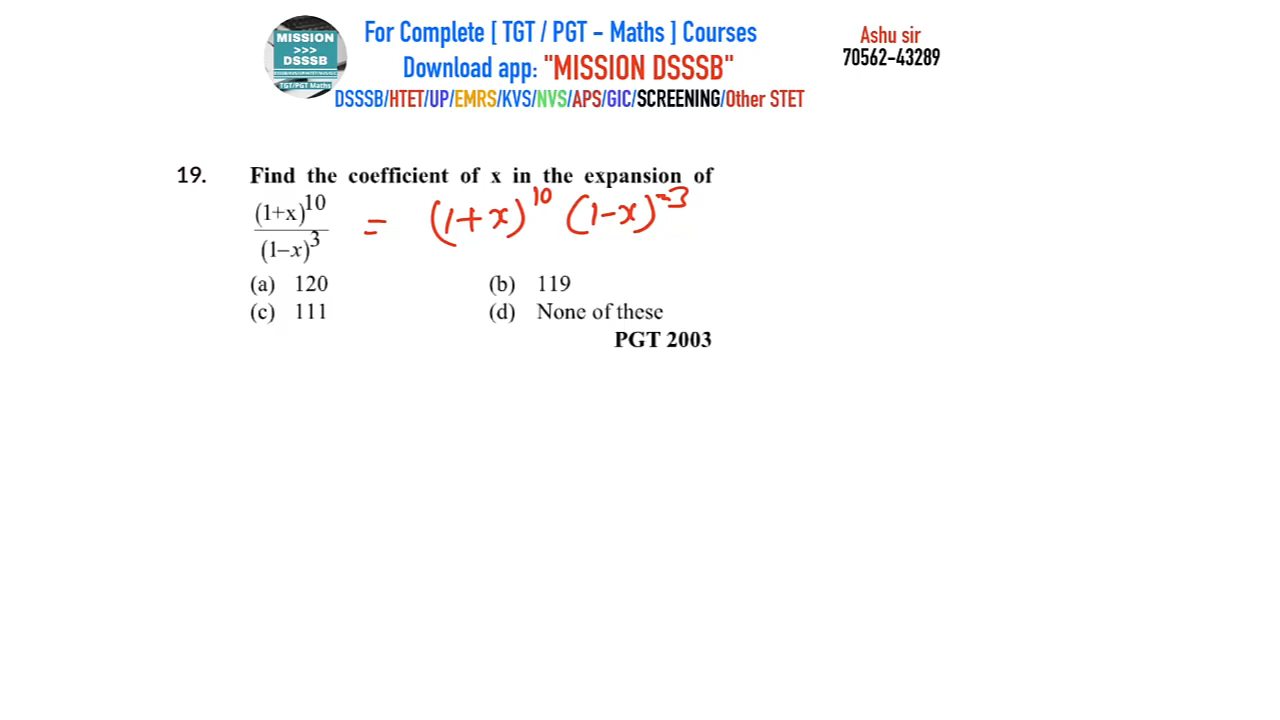 MISSION
>>>
DSSSB
TGT/PGT Maths
For Complete [ TGT / PGT - Maths ] Courses
Download app: "MISSION DSSSB"
DSSSB/HTET/UP/EMRS/KVS/NVS/APS/GIC/SCREENING/Other STET
Ashu sir
70562-43289
19. Find the coefficient of x in the expansion of
(1+x)^10 / (1−x)^3 = (1+x)^10 (1-x)^-3
(a) 120 (b) 119
(c) 111 (d) None of these
PGT 2003